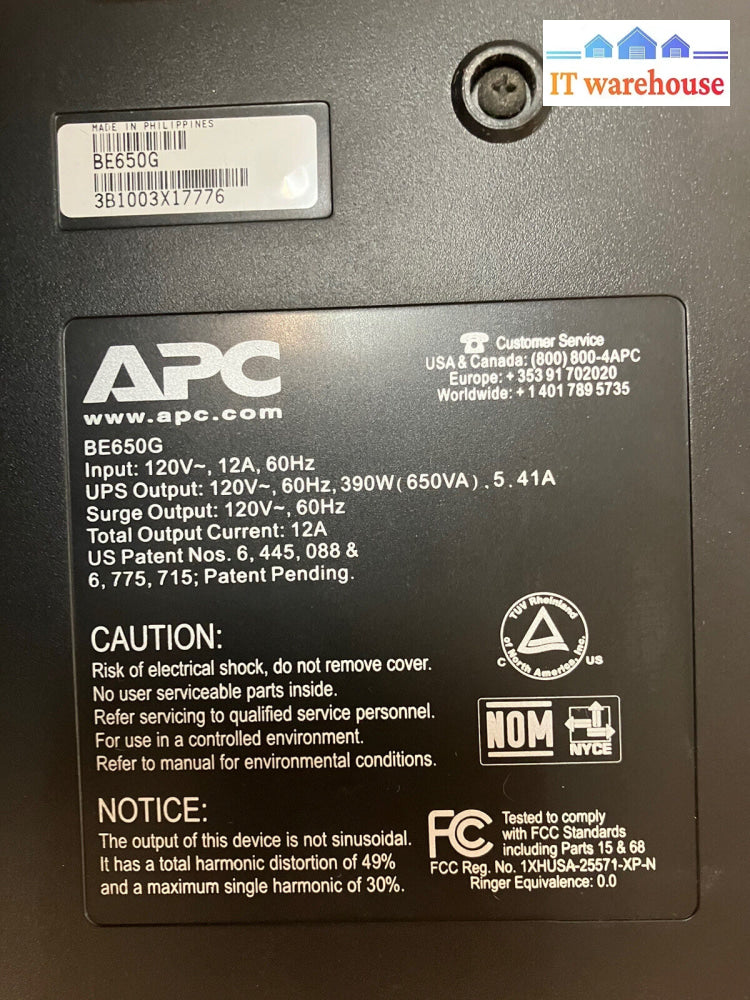 IT warehouse
MADE IN PHILIPPINES
BE650G
3B1003X17776
APC
www.apc.com
Customer Service
USA & Canada: (800) 800-4APC
Europe: +353 91 702020
Worldwide: +1 401 789 5735
BE650G
Input: 120V~, 12A, 60Hz
UPS Output: 120V~, 60Hz, 390W(650VA) . 5 . 41A
Surge Output: 120V~, 60Hz
Total Output Current: 12A
US Patent Nos. 6, 445, 088 &
6, 775, 715; Patent Pending.
CAUTION:
Risk of electrical shock, do not remove cover.
No user serviceable parts inside.
Refer servicing to qualified service personnel.
For use in a controlled environment.
Refer to manual for environmental conditions.
TUV Rheinland
of North America, Inc.
C US
NOM
NYCE
NOTICE:
The output of this device is not sinusoidal.
It has a total harmonic distortion of 49%
and a maximum single harmonic of 30%.
FC
Tested to comply
with FCC Standards
including Parts 15 & 68
FCC Reg. No. 1XHUSA-25571-XP-N
Ringer Equivalence: 0.0